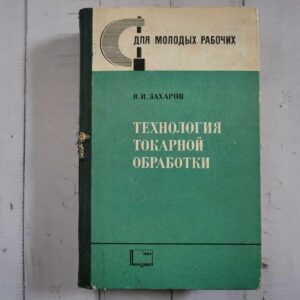 ДЛЯ МОЛОДЫХ РАБОЧИХ
В. И. ЗАХАРОВ
ТЕХНОЛОГИЯ
ТОКАРНОЙ
ОБРАБОТКИ